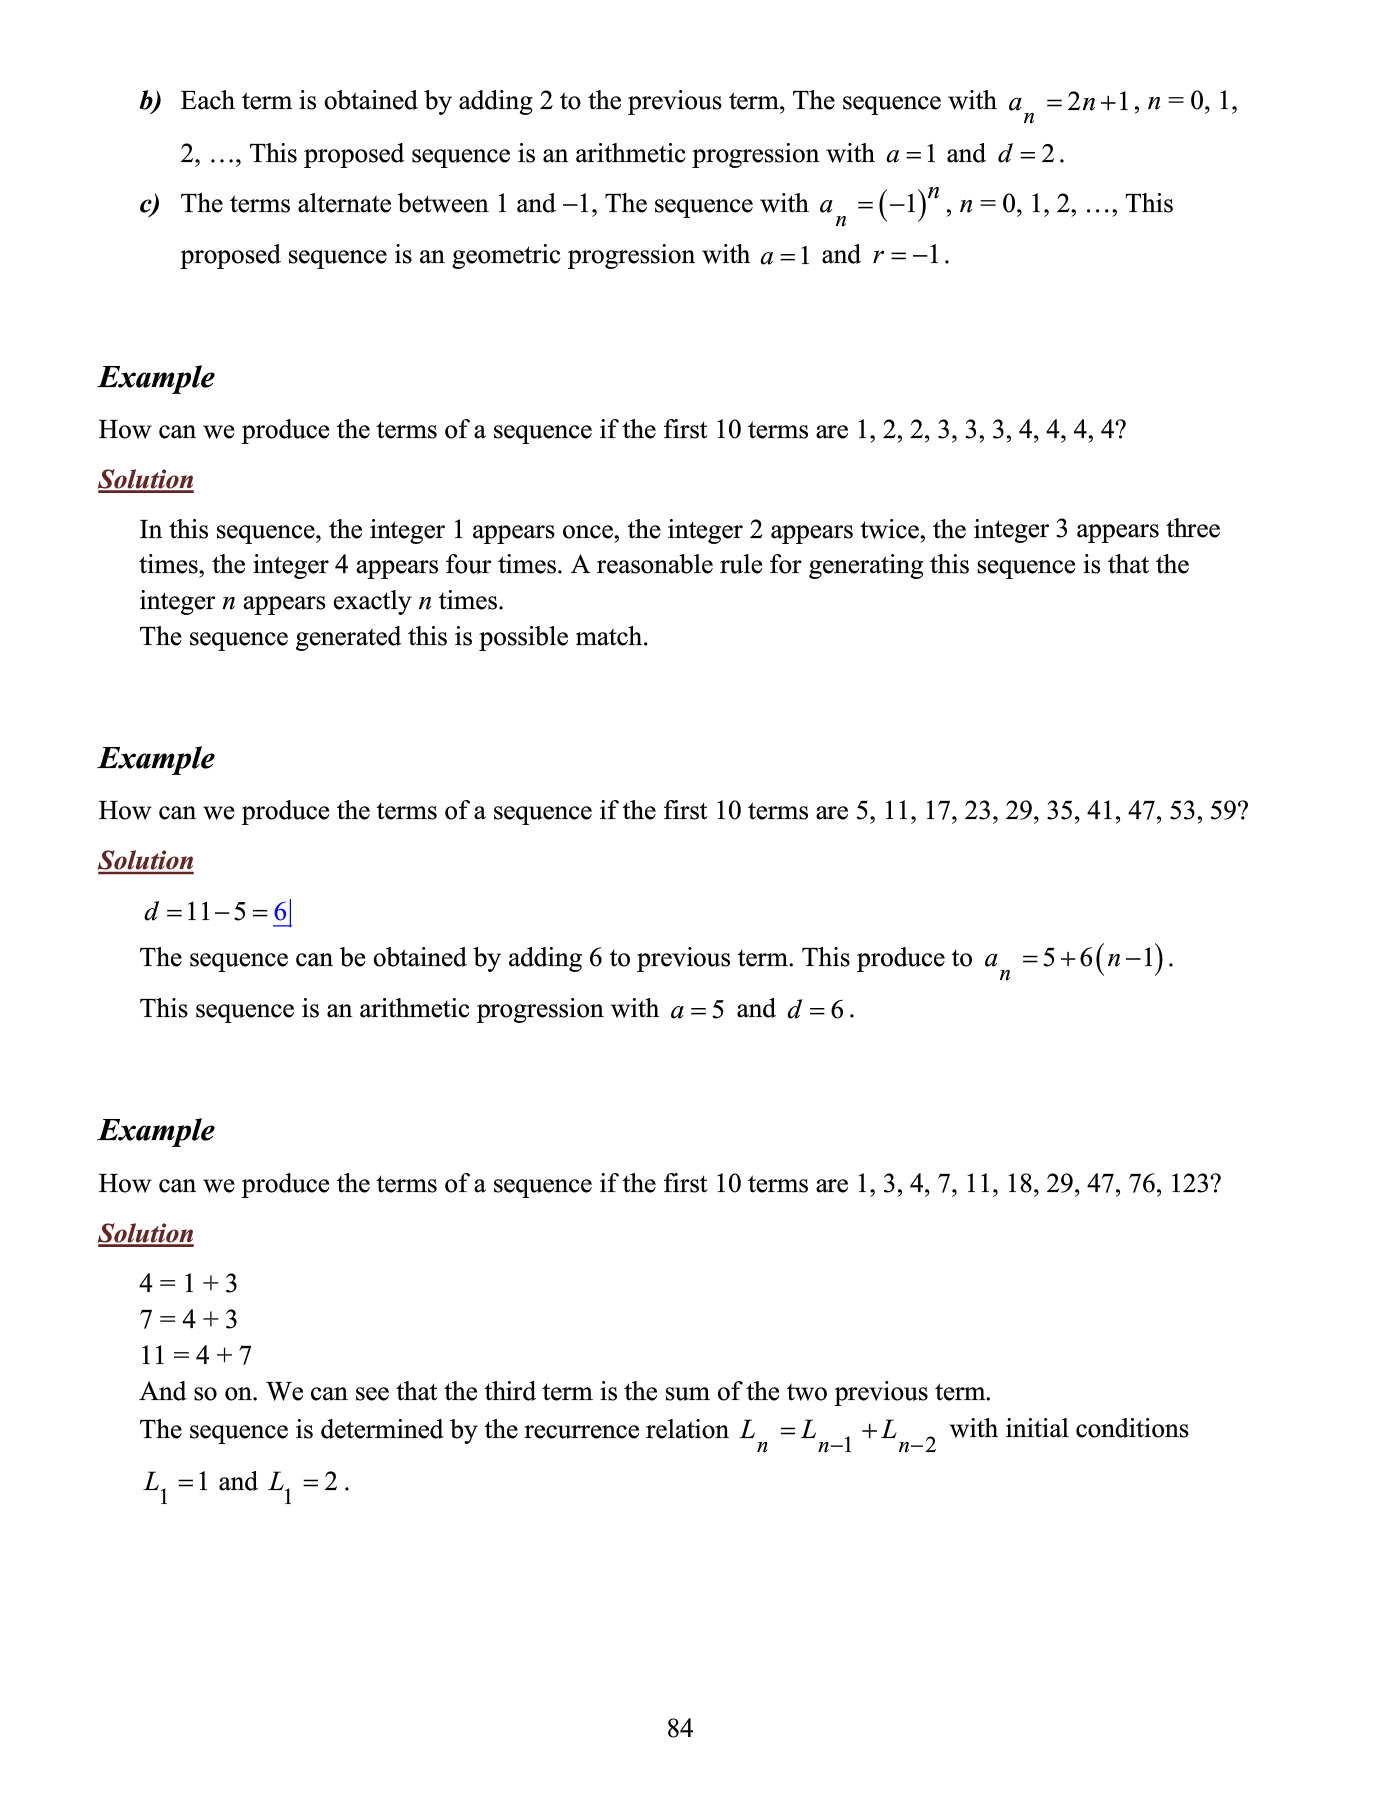 b) Each term is obtained by adding 2 to the previous term, The sequence with a_n = 2n+1, n = 0, 1,
2, …, This proposed sequence is an arithmetic progression with a = 1 and d = 2.
c) The terms alternate between 1 and –1, The sequence with a_n = (−1)^n, n = 0, 1, 2, …, This
proposed sequence is an geometric progression with a = 1 and r = −1.
Example
How can we produce the terms of a sequence if the first 10 terms are 1, 2, 2, 3, 3, 3, 4, 4, 4, 4?
Solution
In this sequence, the integer 1 appears once, the integer 2 appears twice, the integer 3 appears three
times, the integer 4 appears four times. A reasonable rule for generating this sequence is that the
integer n appears exactly n times.
The sequence generated this is possible match.
Example
How can we produce the terms of a sequence if the first 10 terms are 5, 11, 17, 23, 29, 35, 41, 47, 53, 59?
Solution
d = 11 − 5 = 6|
The sequence can be obtained by adding 6 to previous term. This produce to a_n = 5 + 6(n−1).
This sequence is an arithmetic progression with a = 5 and d = 6.
Example
How can we produce the terms of a sequence if the first 10 terms are 1, 3, 4, 7, 11, 18, 29, 47, 76, 123?
Solution
4 = 1 + 3
7 = 4 + 3
11 = 4 + 7
And so on. We can see that the third term is the sum of the two previous term.
The sequence is determined by the recurrence relation L_n = L_{n−1} + L_{n−2} with initial conditions
L_1 = 1 and L_1 = 2.
84